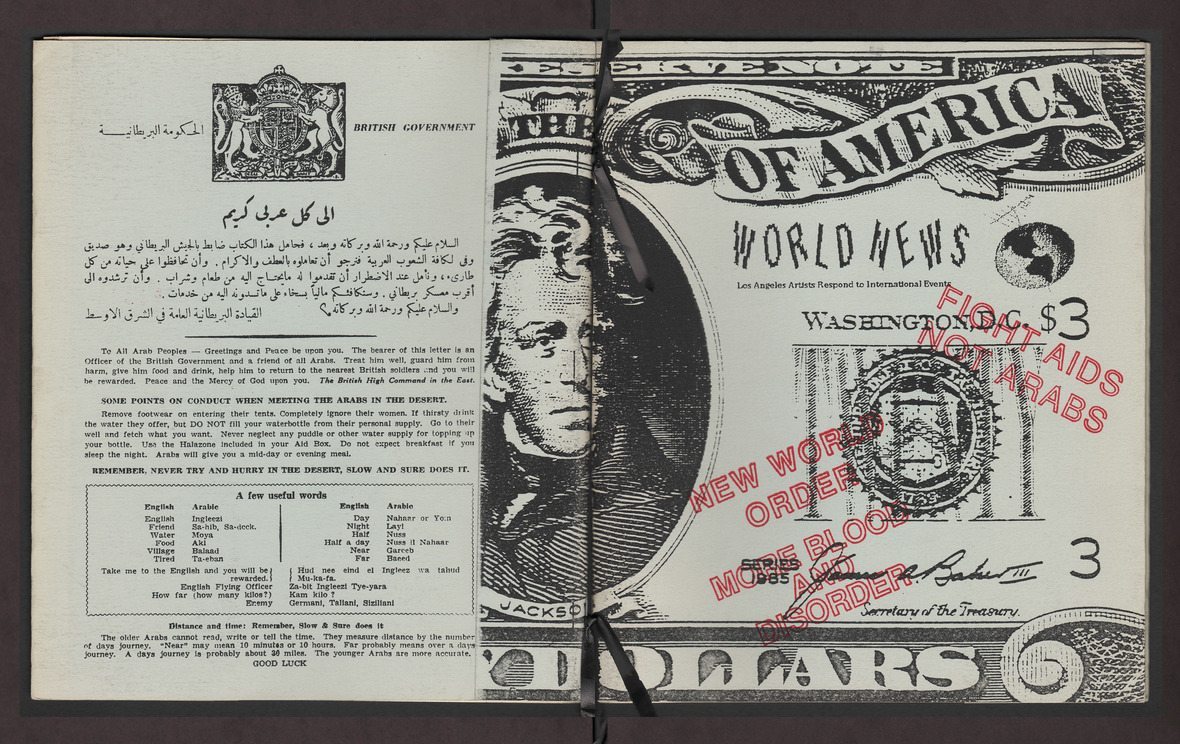 الحكومة البريطانيـــة
BRITISH GOVERNMENT
الى كل عربى كريم
السلام عليكم ورحمة الله وبركاته وبعد ، فحامل هذا الكتاب ضابط بالجيش البريطاني وهو صديق
وفي لكافة الشعوب العربية فنرجو أن تعاملوه بالعطف والاكرام . وأن تحافظوا على حياته من كل
طارىء ، ونأمل عند الاضطرار أن تقدموا له مايحتـاج اليه من طعام وشراب . وأن ترشدوه الى
أقرب معسكر بريطاني . وسنكافئكم مالياً بسخاء على ماتسدونه اليه من خدمات .
والسلام عليكم ورحمة الله وبركاته ؟
القيادة البريطانية العامة في الشرق الاوسط
To All Arab Peoples — Greetings and Peace be upon you. The bearer of this letter is an
Officer of the British Government and a friend of all Arabs. Treat him well, guard him from
harm, give him food and drink, help him to return to the nearest British soldiers and you will
be rewarded. Peace and the Mercy of God upon you. The British High Command in the East.
SOME POINTS ON CONDUCT WHEN MEETING THE ARABS IN THE DESERT.
Remove footwear on entering their tents. Completely ignore their women. If thirsty drink
the water they offer, but DO NOT fill your waterbottle from their personal supply. Go to their
well and fetch what you want. Never neglect any puddle or other water supply for topping up
your bottle. Use the Halazone included in your Aid Box. Do not expect breakfast if you
sleep the night. Arabs will give you a mid-day or evening meal.
REMEMBER, NEVER TRY AND HURRY IN THE DESERT, SLOW AND SURE DOES IT.
A few useful words
English Arabic
English Ingleezi
Friend Sa-hib, Sa-deek.
Water Moya
Food Akl
Village Balaad
Tired Ta-eban
English Arabic
Day Nahaar or Yom
Night Layl
Half Nuss
Half a day Nuss il Nahaar
Near Gareeb
Far Baeed
Take me to the English and you will be rewarded. Hud nee eind el Ingleez wa tahud Mu-ka-fa.
English Flying Officer Za-bit Ingleezi Tye-yara
How far (how many kilos?) Kam kilo ?
Enemy Germani, Taliani, Siziliani
Distance and time: Remember, Slow & Sure does it
The older Arabs cannot read, write or tell the time. They measure distance by the number
of days journey. "Near" may mean 10 minutes or 10 hours. Far probably means over a days
journey. A days journey is probably about 30 miles. The younger Arabs are more accurate.
GOOD LUCK
ESERVE NOTE
THE
OF AMERICA
WORLD NEWS
Los Angeles Artists Respond to International Events
WASHINGTON, D.C. $3
FIGHT AIDS
NOT ARABS
NEW WORLD
ORDER
MORE BLOOD
AND
DISORDER
SERIES
1985
James A. Baker III
3
Secretary of the Treasury.
JACKSO
Y DOLLARS